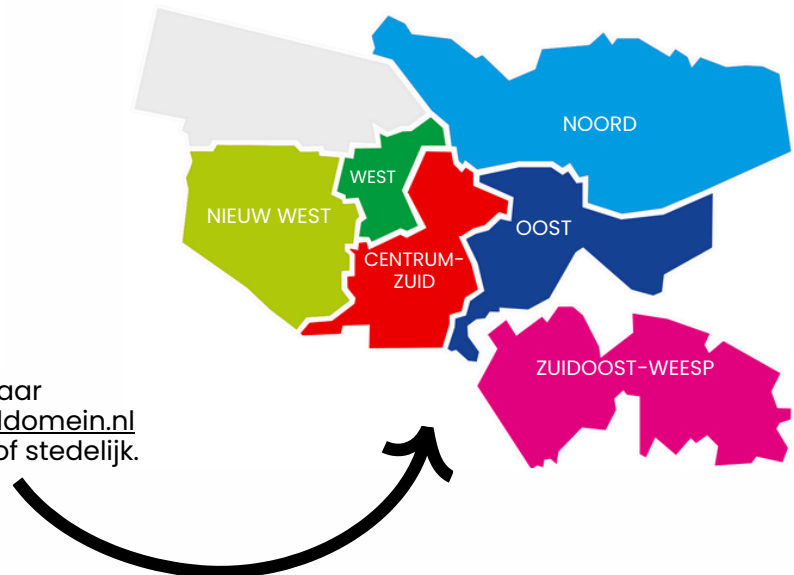 NOORD
WEST
NIEUW WEST
OOST
CENTRUM-
ZUID
ZUIDOOST-WEESP
aar
ldomein.nl
of stedelijk.